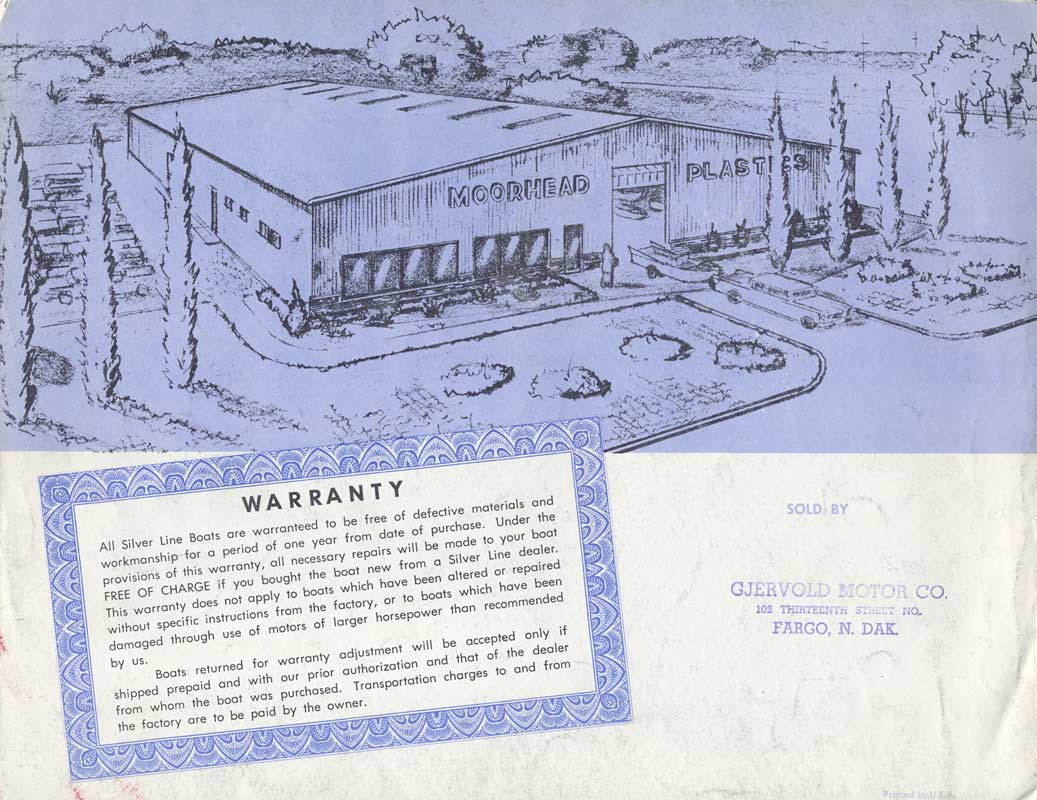 MOORHEAD PLASTICS
WARRANTY
All Silver Line Boats are warranteed to be free of defective materials and
workmanship for a period of one year from date of purchase. Under the
provisions of this warranty, all necessary repairs will be made to your boat
FREE OF CHARGE if you bought the boat new from a Silver Line dealer.
This warranty does not apply to boats which have been altered or repaired
without specific instructions from the factory, or to boats which have been
damaged through use of motors of larger horsepower than recommended
by us.
Boats returned for warranty adjustment will be accepted only if
shipped prepaid and with our prior authorization and that of the dealer
from whom the boat was purchased. Transportation charges to and from
the factory are to be paid by the owner.
SOLD BY
GJERVOLD MOTOR CO.
102 THIRTEENTH STREET NO.
FARGO, N. DAK.
Printed in U.S.A.